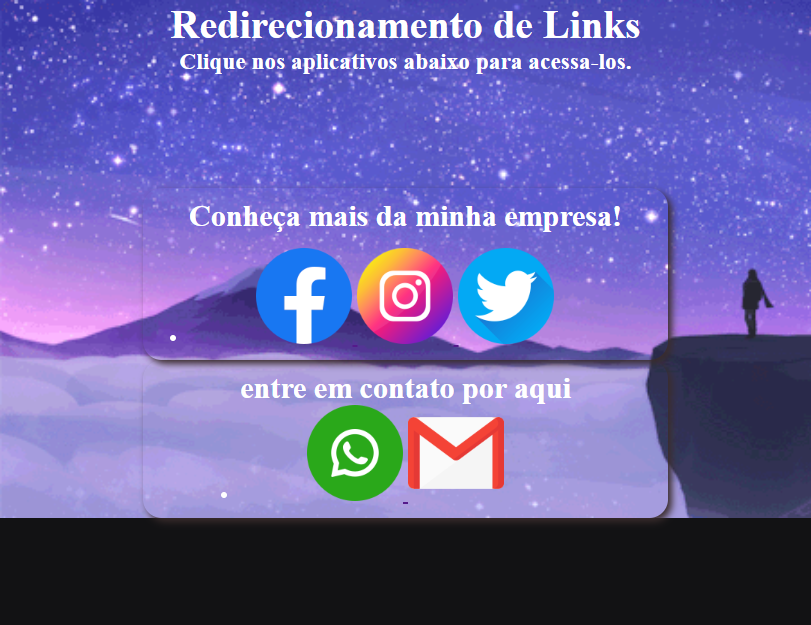 Redirecionamento de Links
Clique nos aplicativos abaixo para acessa-los.
Conheça mais da minha empresa!
entre em contato por aqui